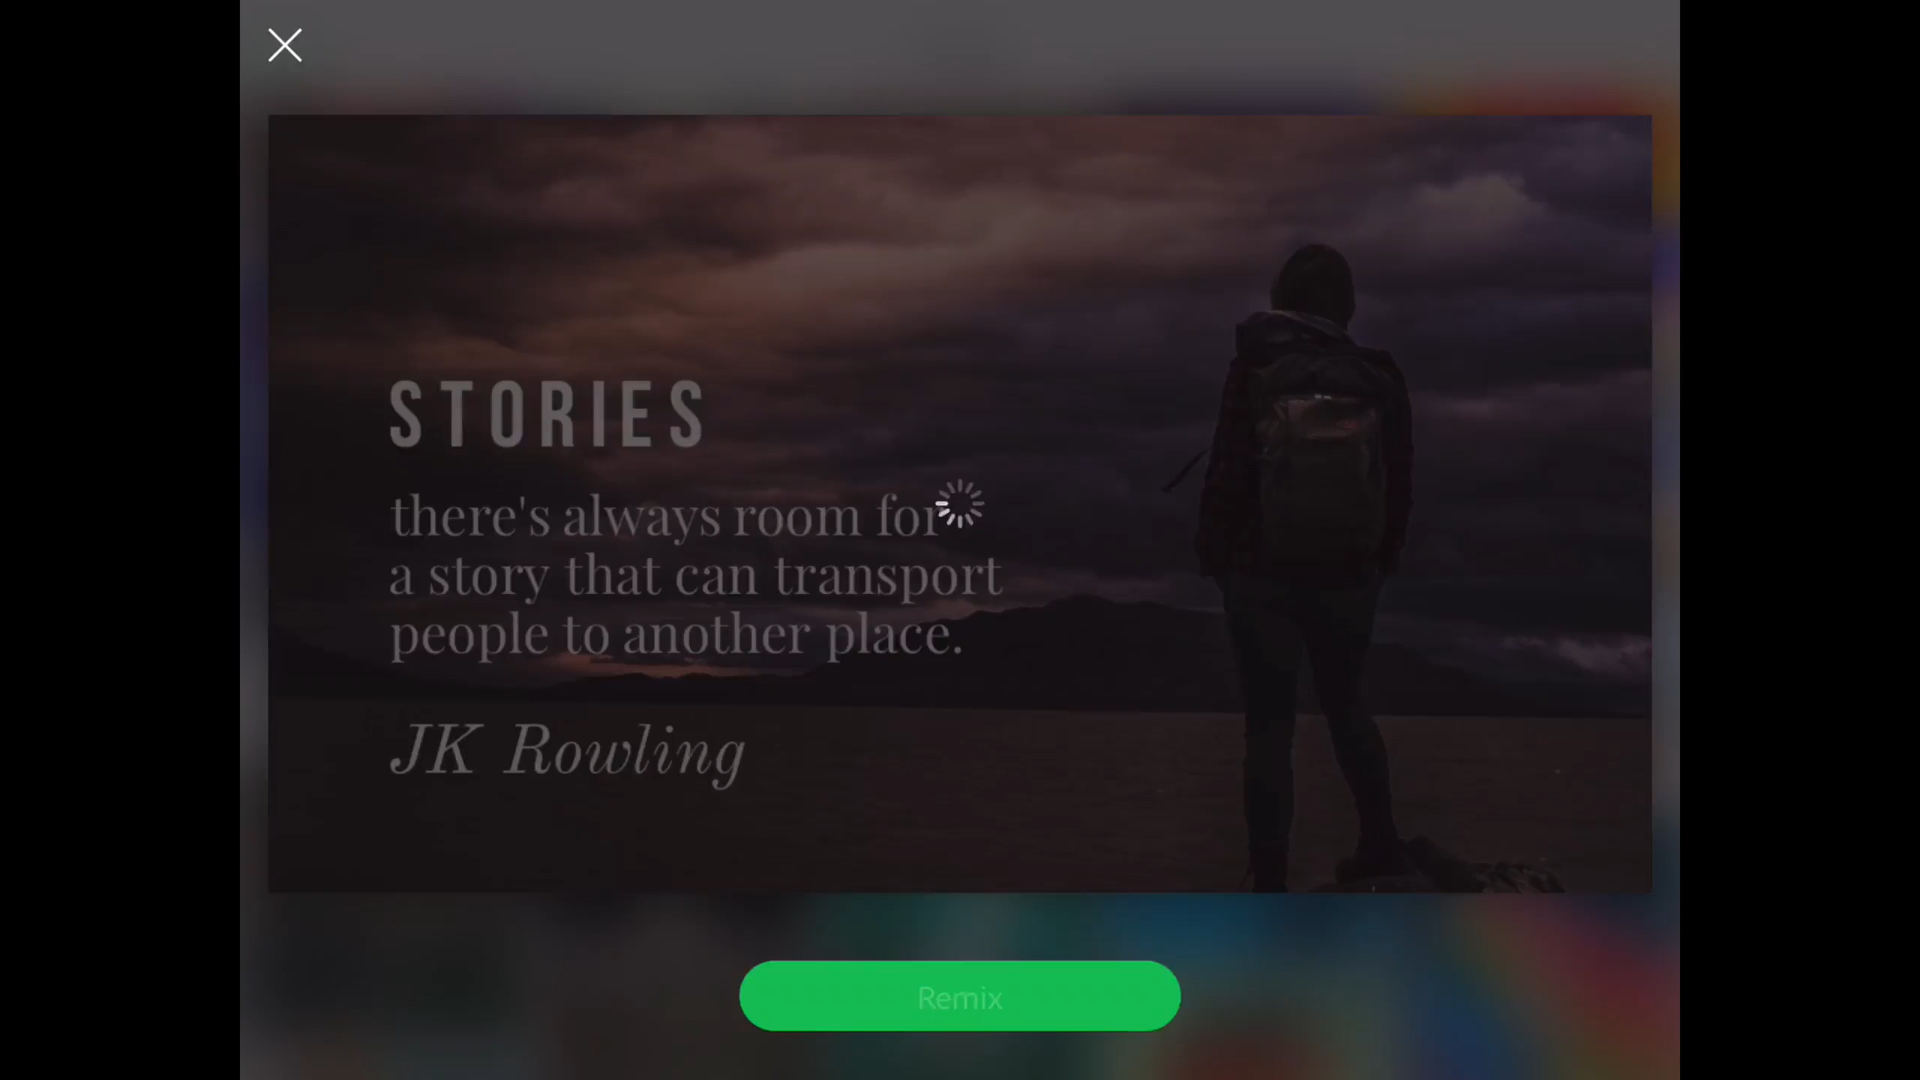 STORIES
there's always room for
a story that can transport
people to another place.
JK Rowling
Remix